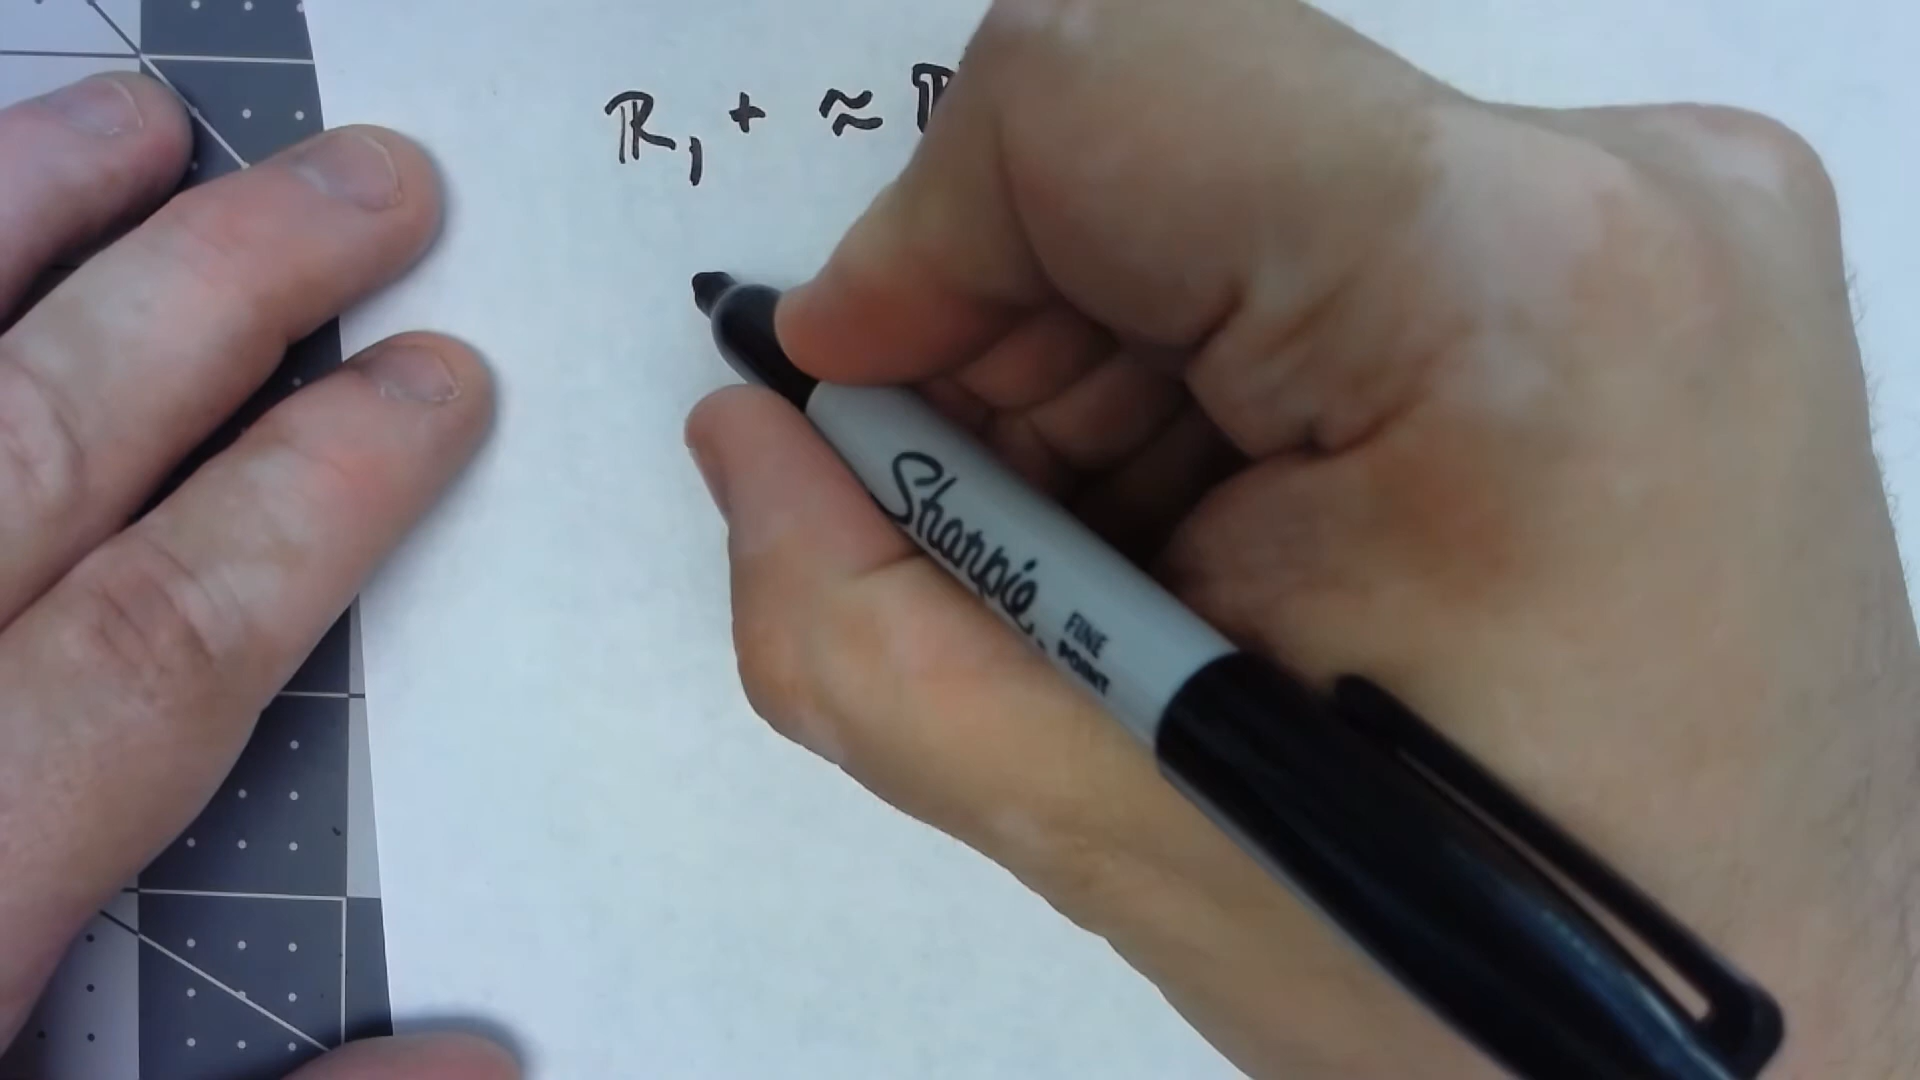 ℝ, + ≈ ℝ
Sharpie
FINE
POINT